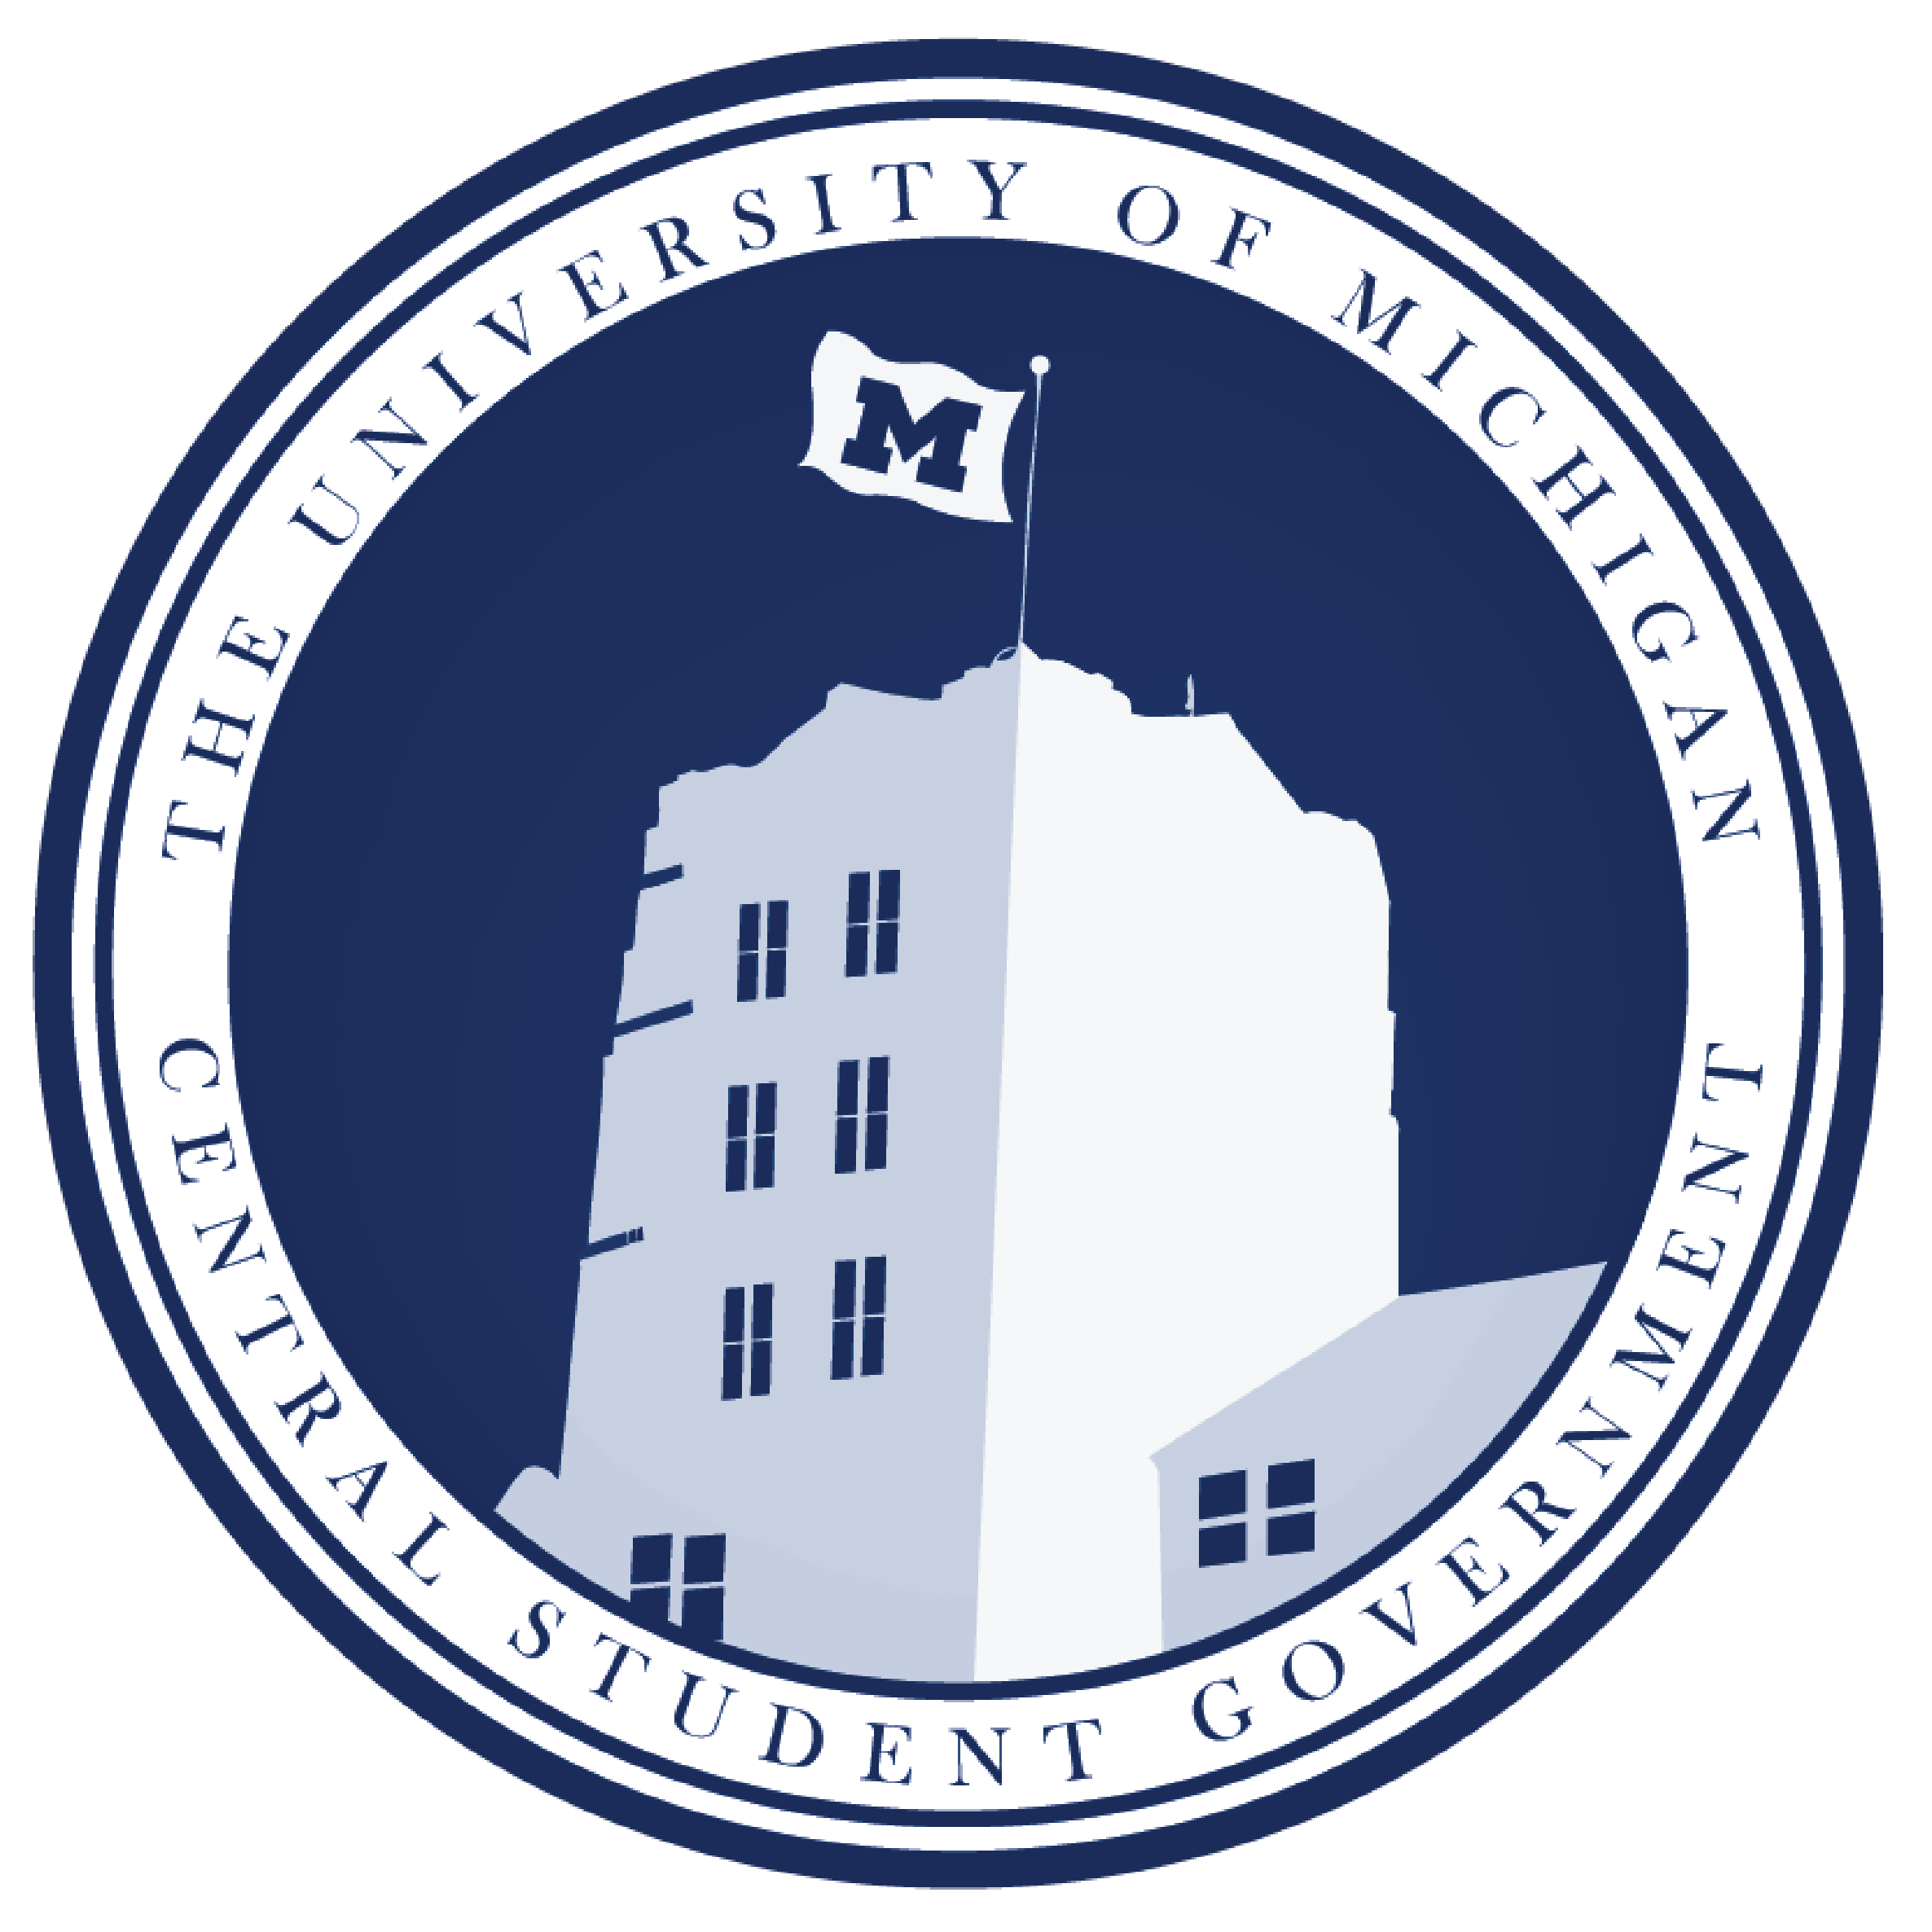 THE UNIVERSITY OF MICHIGAN
M
CENTRAL STUDENT GOVERNMENT